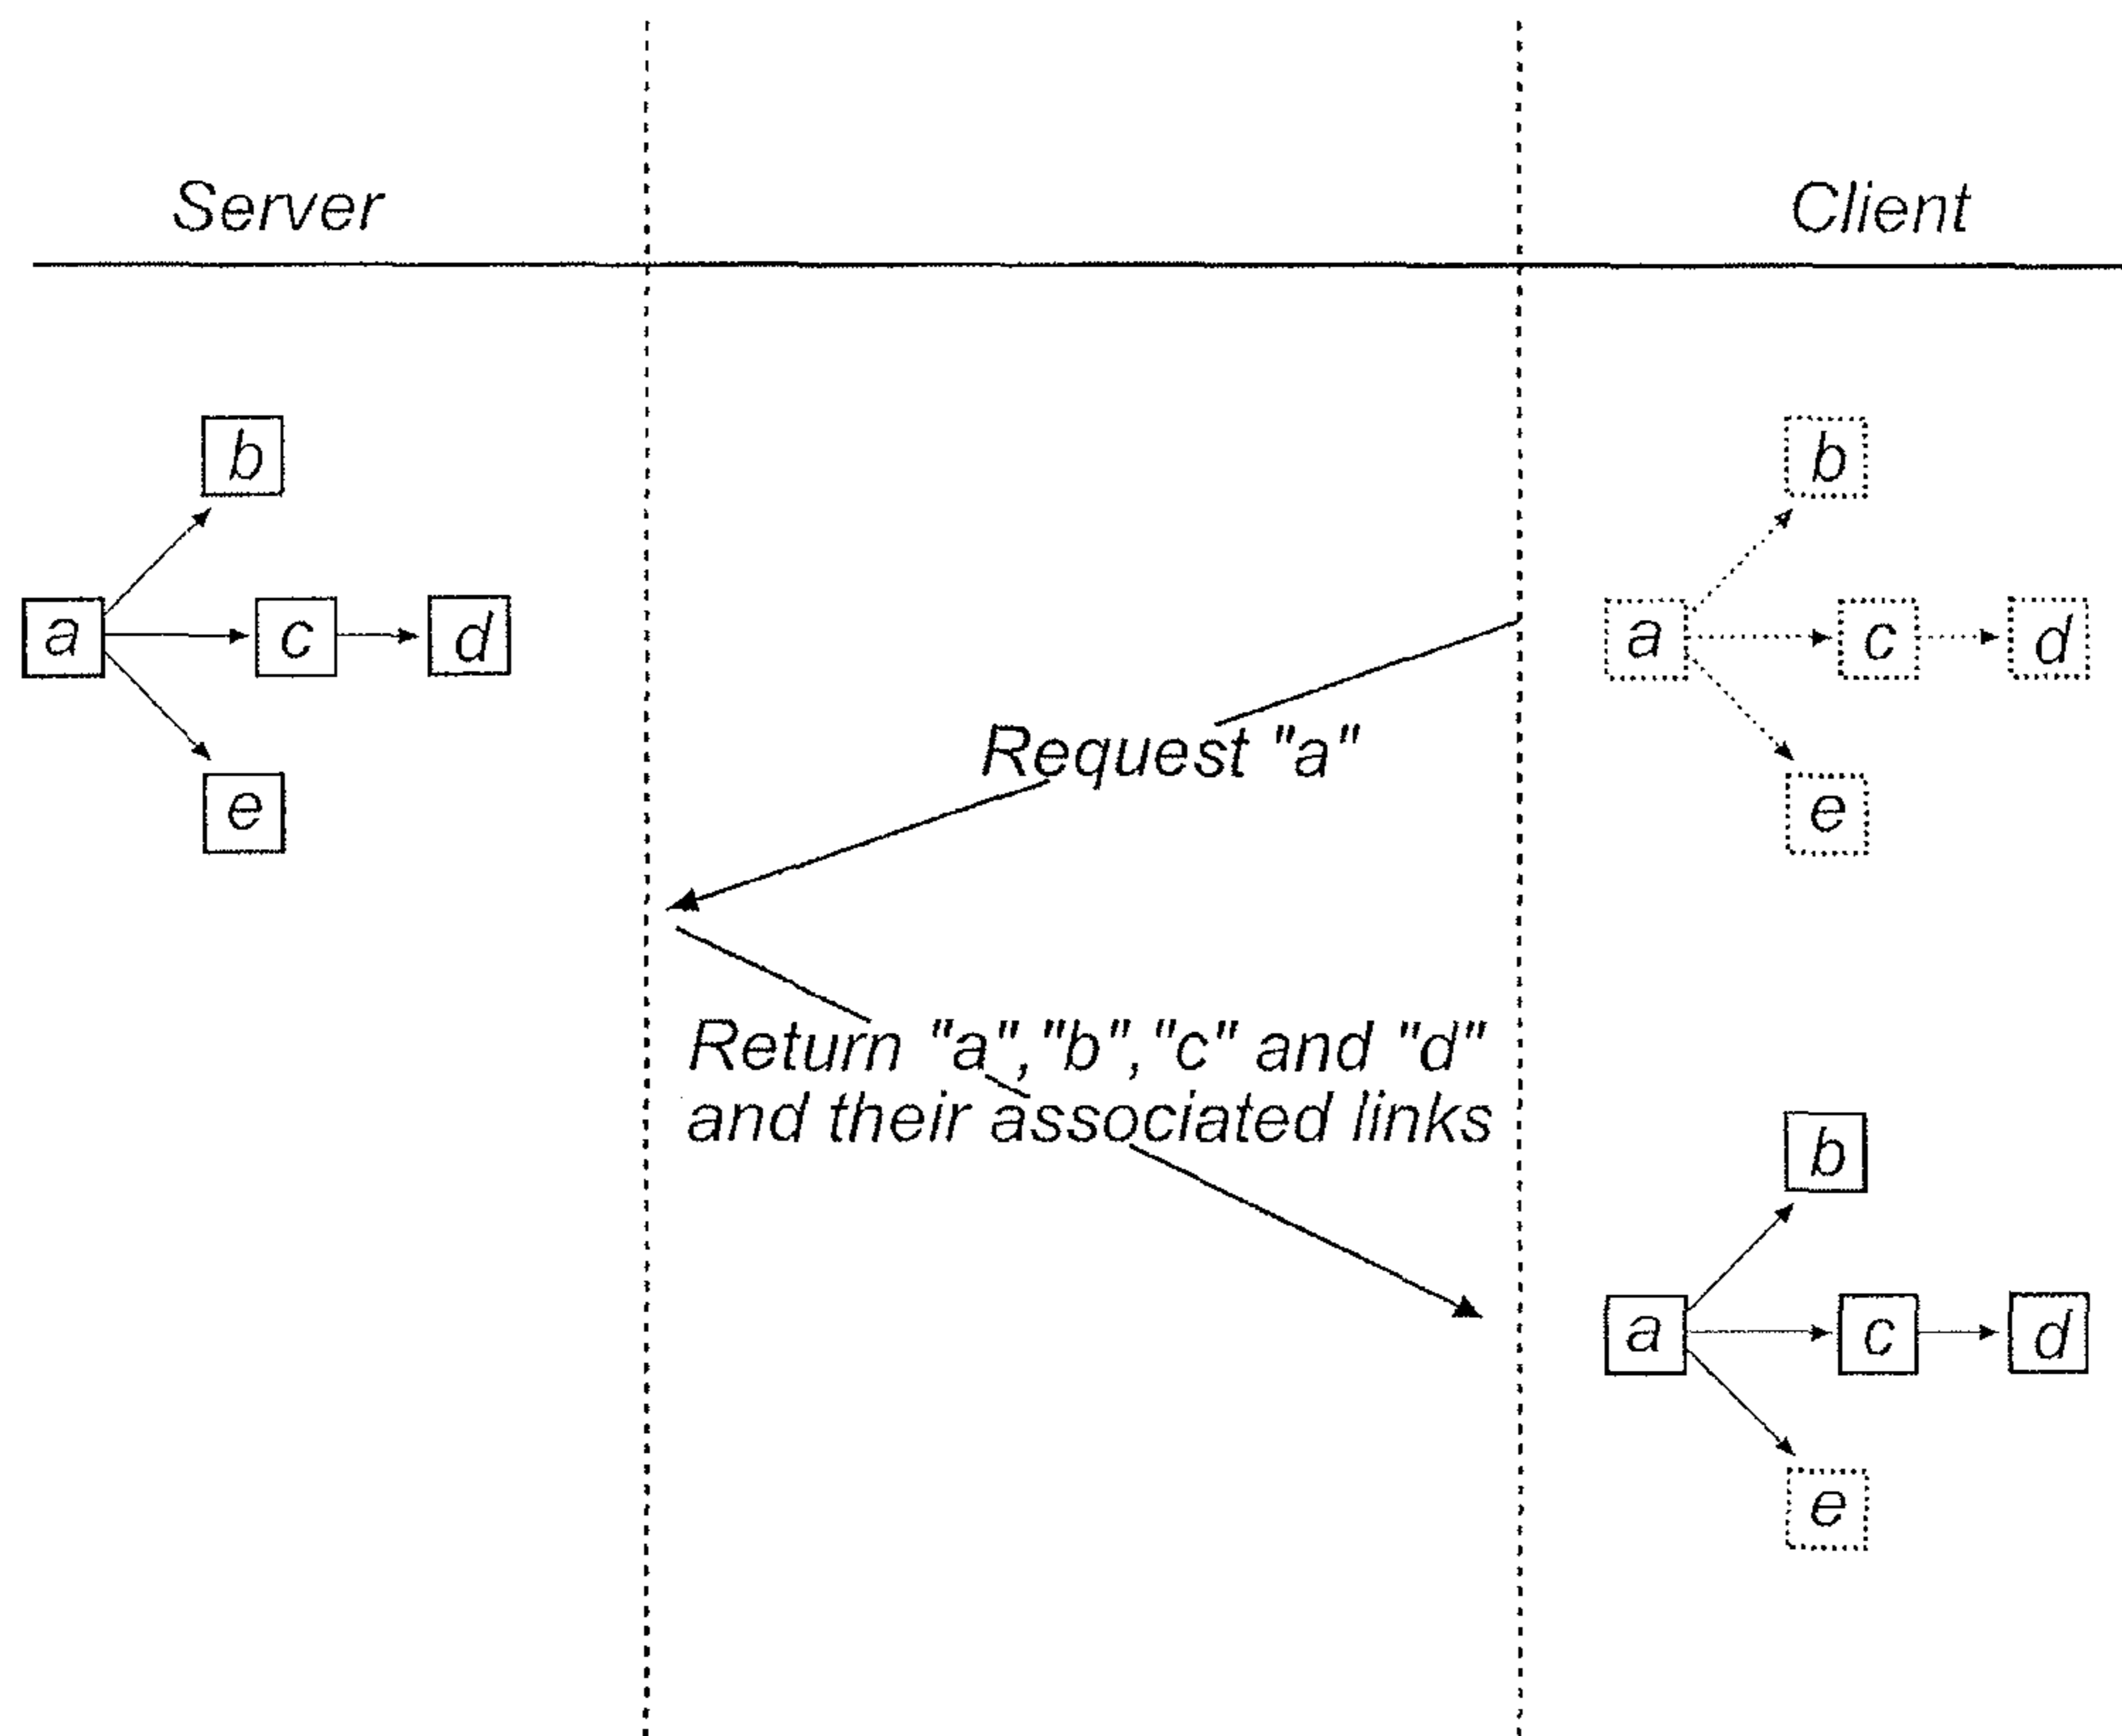 Server
Client
b
a
c
d
e
b
a
c
d
e
Request "a"
Return "a","b","c" and "d"
and their associated links
b
a
c
d
e